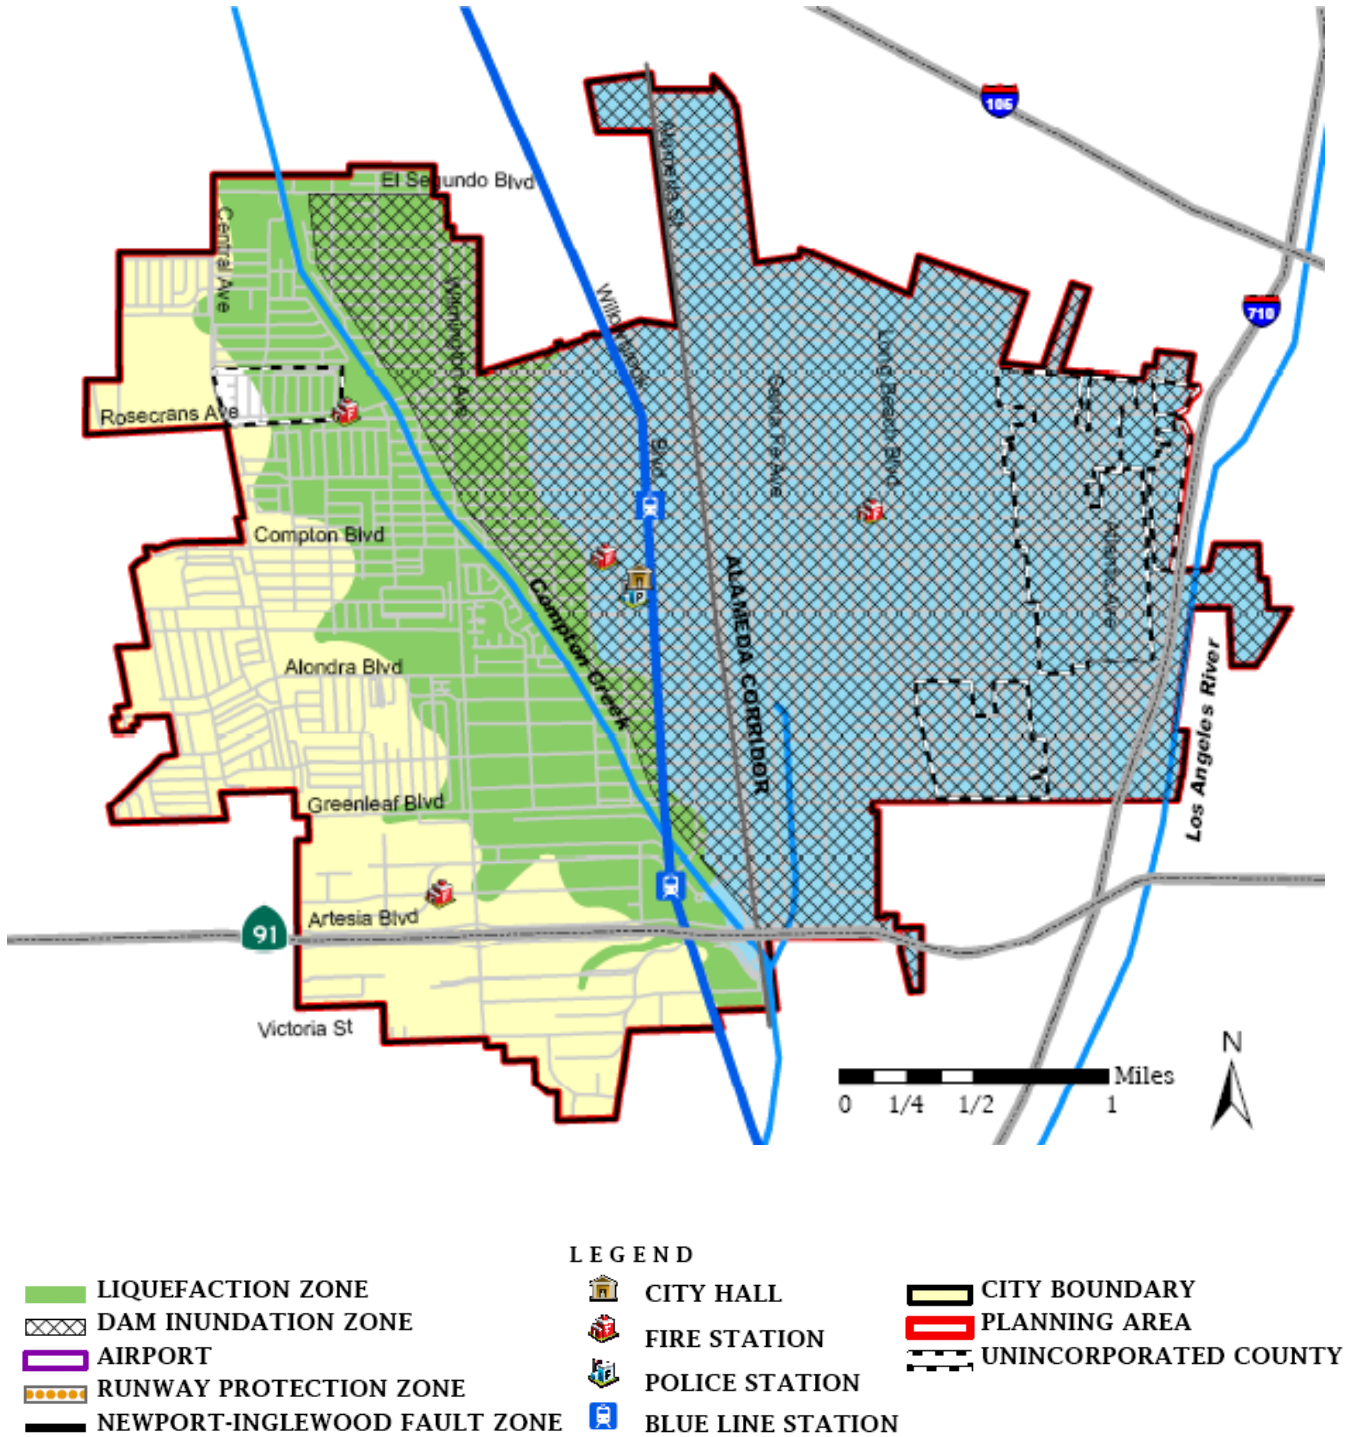 106
El Segundo Blvd
Alameda St
Central Ave
Wilmington Ave
Willowbrook
Blvd
710
Rosecrans Ave
Santa Fe Ave
Long Beach Blvd
Compton Blvd
Atlantic Ave
Compton Creek
ALAMEDA CORRIDOR
Alondra Blvd
Los Angeles River
Greenleaf Blvd
Artesia Blvd
91
Victoria St
N
Miles
0 1/4 1/2 1
LEGEND
LIQUEFACTION ZONE
DAM INUNDATION ZONE
AIRPORT
RUNWAY PROTECTION ZONE
NEWPORT-INGLEWOOD FAULT ZONE
CITY HALL
FIRE STATION
POLICE STATION
BLUE LINE STATION
CITY BOUNDARY
PLANNING AREA
UNINCORPORATED COUNTY